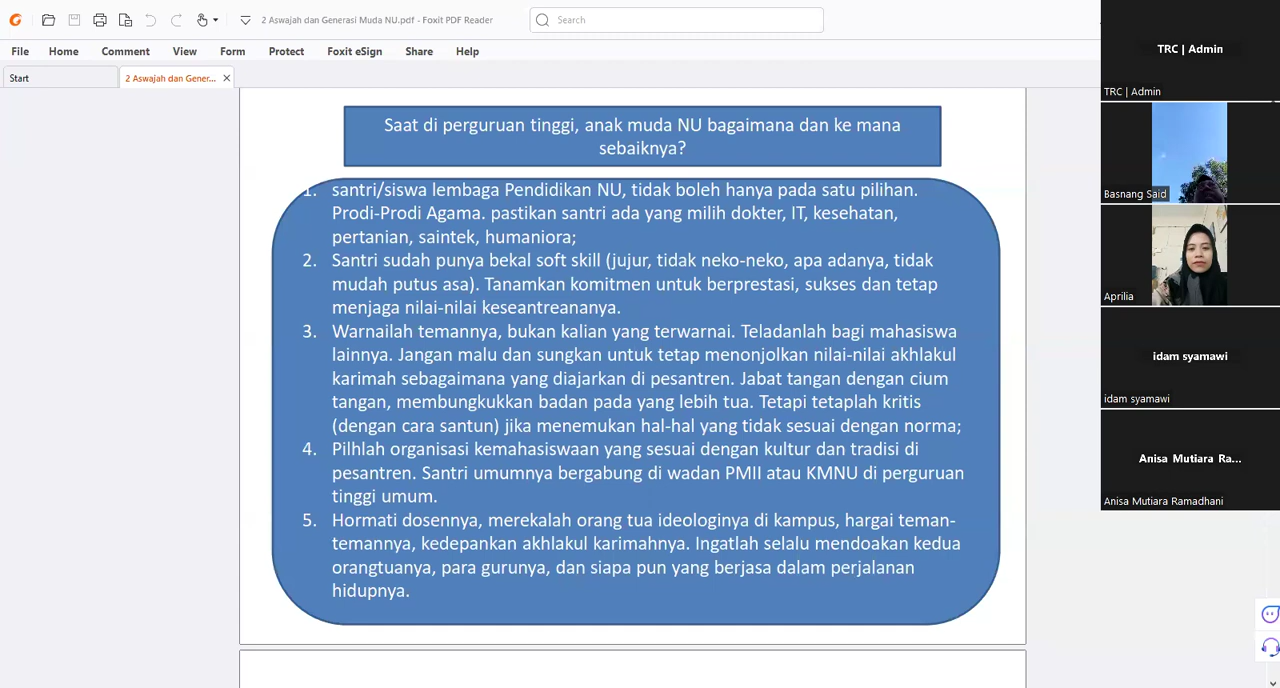 2 Aswajah dan Generasi Muda NU.pdf - Foxit PDF Reader
Search
File Home Comment View Form Protect Foxit eSign Share Help
Start
2 Aswajah dan Gener...
Saat di perguruan tinggi, anak muda NU bagaimana dan ke mana
sebaiknya?
1. santri/siswa lembaga Pendidikan NU, tidak boleh hanya pada satu pilihan.
Prodi-Prodi Agama. pastikan santri ada yang milih dokter, IT, kesehatan,
pertanian, saintek, humaniora;
2. Santri sudah punya bekal soft skill (jujur, tidak neko-neko, apa adanya, tidak
mudah putus asa). Tanamkan komitmen untuk berprestasi, sukses dan tetap
menjaga nilai-nilai keseantreananya.
3. Warnailah temannya, bukan kalian yang terwarnai. Teladanlah bagi mahasiswa
lainnya. Jangan malu dan sungkan untuk tetap menonjolkan nilai-nilai akhlakul
karimah sebagaimana yang diajarkan di pesantren. Jabat tangan dengan cium
tangan, membungkukkan badan pada yang lebih tua. Tetapi tetaplah kritis
(dengan cara santun) jika menemukan hal-hal yang tidak sesuai dengan norma;
4. Pilhlah organisasi kemahasiswaan yang sesuai dengan kultur dan tradisi di
pesantren. Santri umumnya bergabung di wadan PMII atau KMNU di perguruan
tinggi umum.
5. Hormati dosennya, merekalah orang tua ideologinya di kampus, hargai teman-
temannya, kedepankan akhlakul karimahnya. Ingatlah selalu mendoakan kedua
orangtuanya, para gurunya, dan siapa pun yang berjasa dalam perjalanan
hidupnya.
TRC | Admin
TRC | Admin
Basnang Said
Aprilia
idam syamawi
idam syamawi
Anisa Mutiara Ra...
Anisa Mutiara Ramadhani